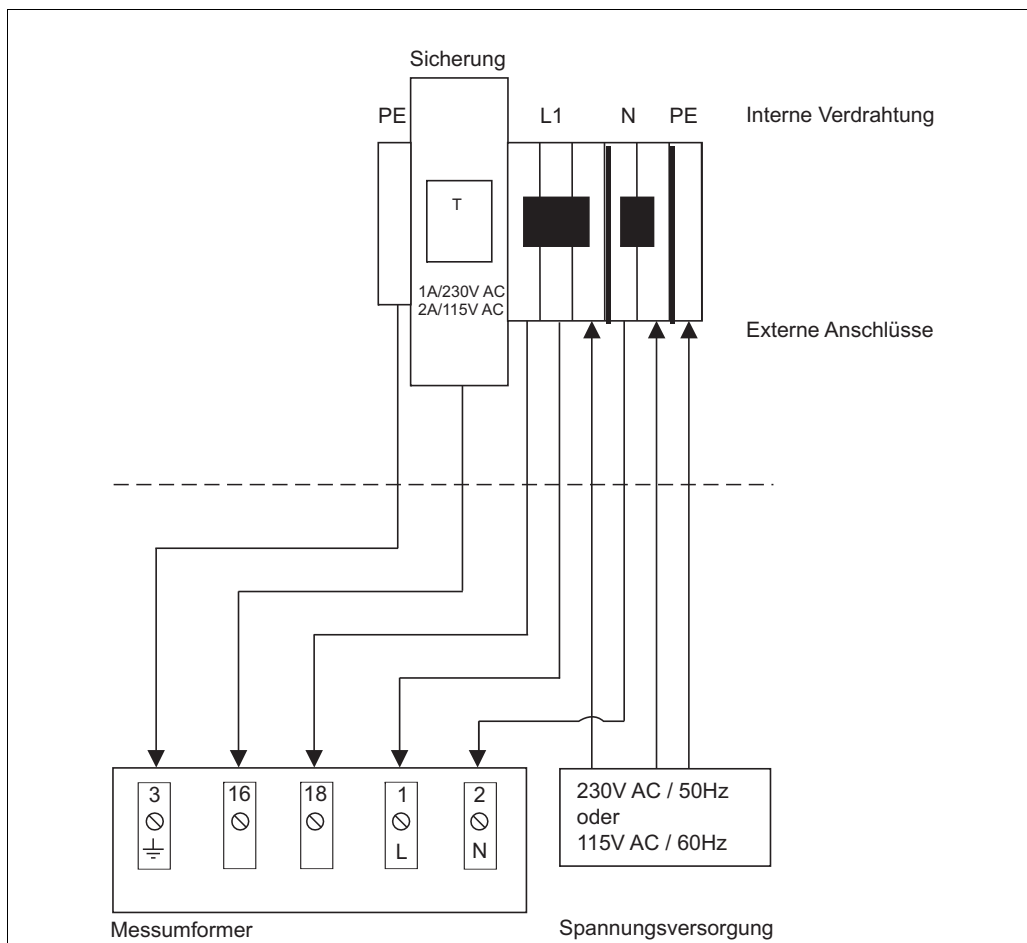 Sicherung
PE L1 N PE Interne Verdrahtung
T
1A/230V AC
2A/115V AC
Externe Anschlüsse
3 16 18 1 2
L N
230V AC / 50Hz
oder
115V AC / 60Hz
Messumformer Spannungsversorgung